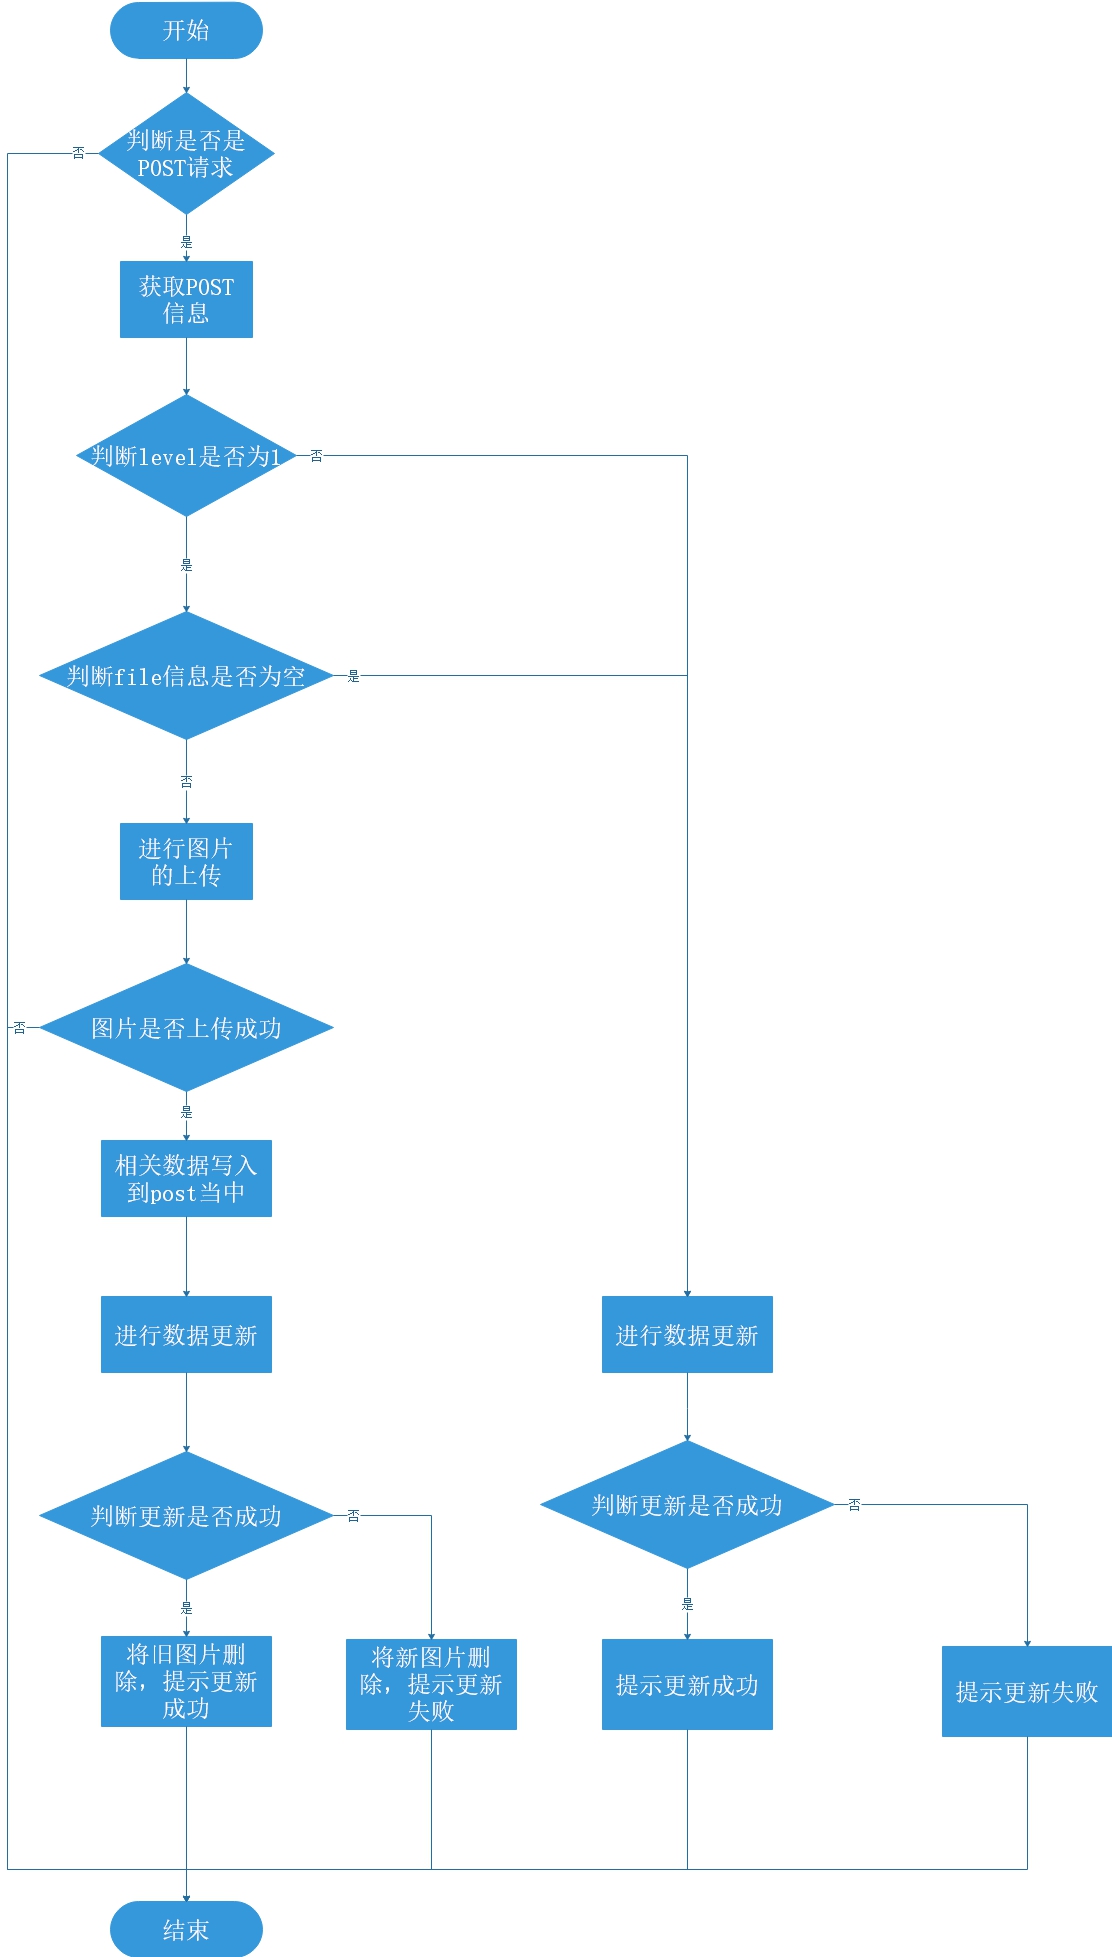 开始
判断是否是
POST请求
否
是
获取POST
信息
判断level是否为1
否
是
判断file信息是否为空
是
否
进行图片
的上传
图片是否上传成功
否
是
相关数据写入
到post当中
进行数据更新
进行数据更新
判断更新是否成功
否
判断更新是否成功
否
是
是
将旧图片删
除，提示更新
成功
将新图片删
除，提示更新
失败
提示更新成功
提示更新失败
结束